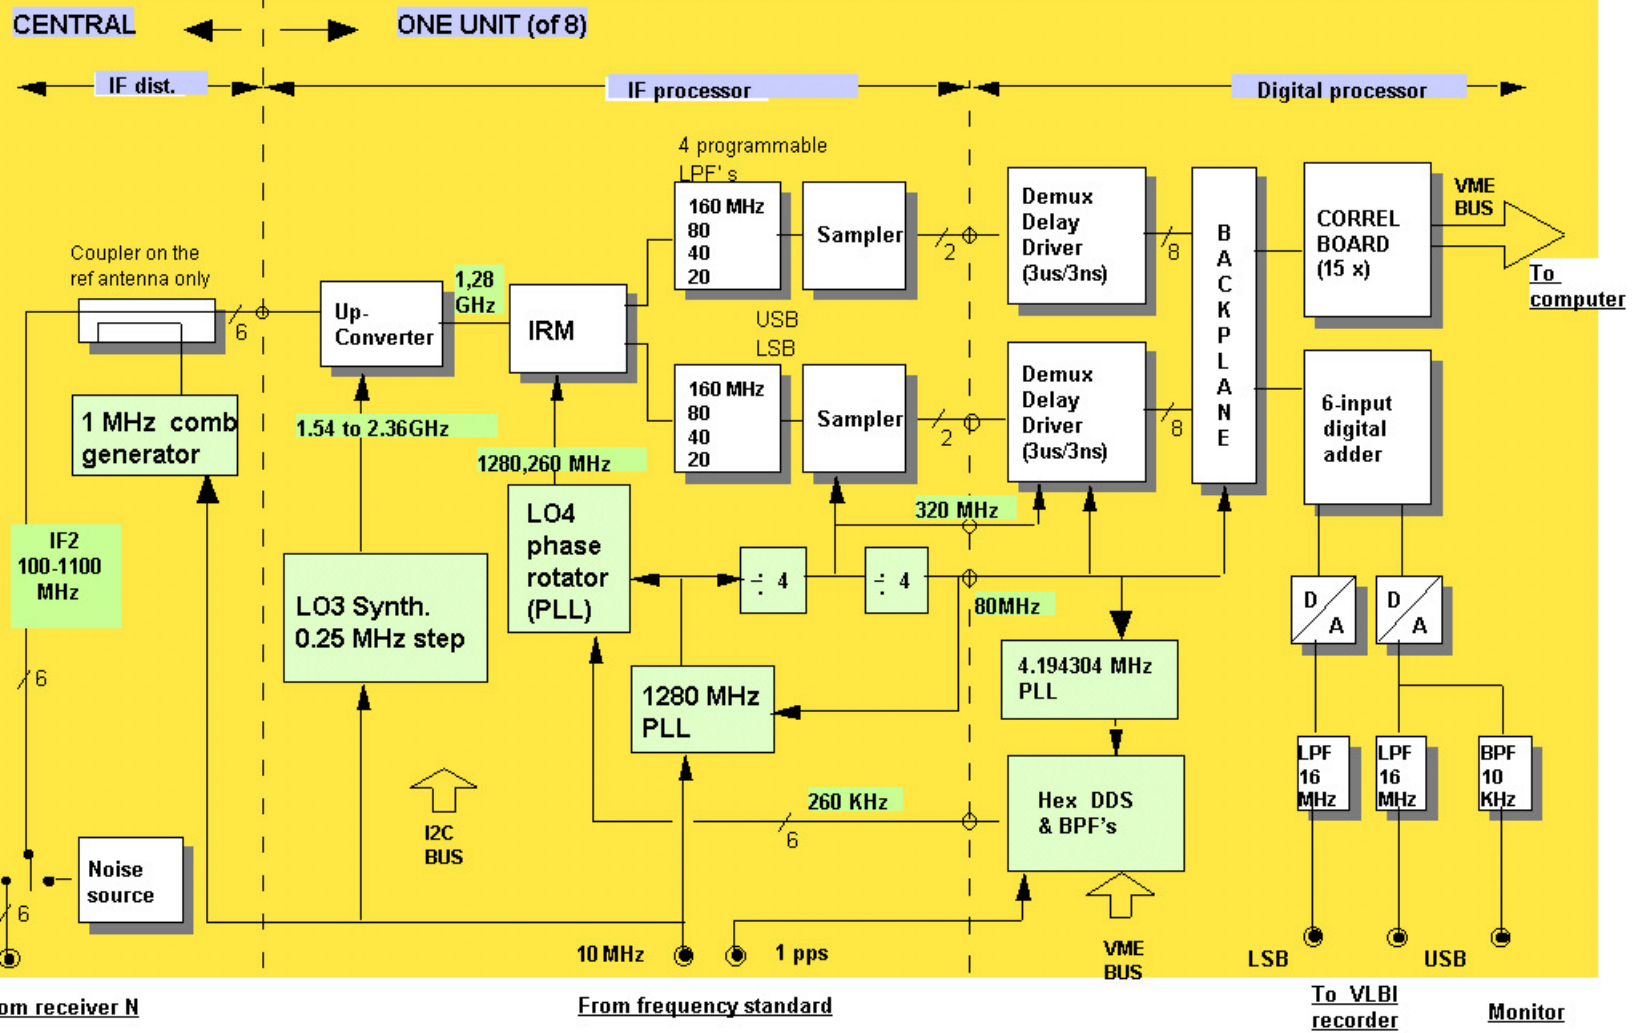 CENTRAL
ONE UNIT (of 8)
IF dist.
IF processor
Digital processor
4 programmable
LPF' s
160 MHz
80
40
20
Sampler
2
Demux
Delay
Driver
(3us/3ns)
8
B
A
C
K
P
L
A
N
E
CORREL
BOARD
(15 x)
VME
BUS
To
computer
Coupler on the
ref antenna only
6
Up-
Converter
1,28
GHz
IRM
USB
LSB
160 MHz
80
40
20
Sampler
2
Demux
Delay
Driver
(3us/3ns)
8
6-input
digital
adder
1 MHz comb
generator
1.54 to 2.36GHz
1280,260 MHz
320 MHz
IF2
100-1100
MHz
LO3 Synth.
0.25 MHz step
LO4
phase
rotator
(PLL)
÷ 4
÷ 4
80MHz
D
A
D
A
6
1280 MHz
PLL
4.194304 MHz
PLL
LPF
16
MHz
LPF
16
MHz
BPF
10
KHz
I2C
BUS
260 KHz
6
Hex DDS
& BPF's
Noise
source
6
10 MHz
1 pps
VME
BUS
LSB
USB
om receiver N
From frequency standard
To VLBI
recorder
Monitor